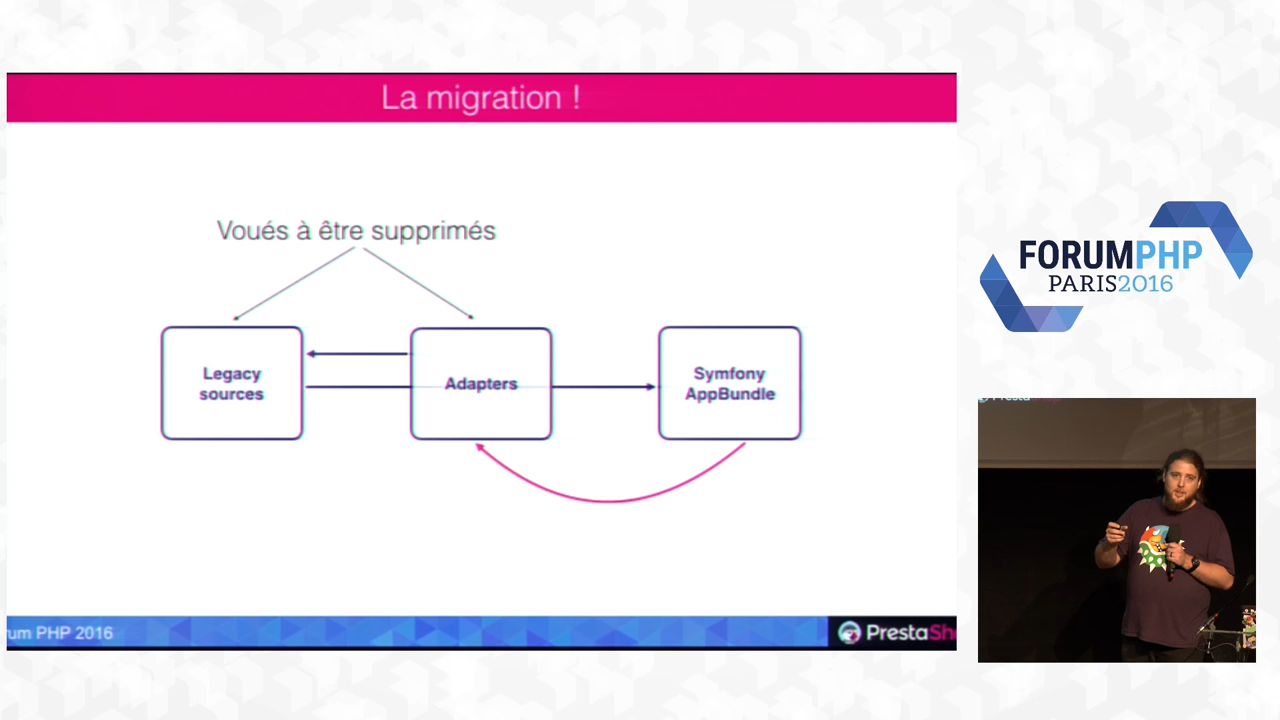 La migration !
Voués à être supprimés
Legacy
sources
Adapters
Symfony
AppBundle
um PHP 2016
PrestaSh
FORUMPHP
PARIS2016